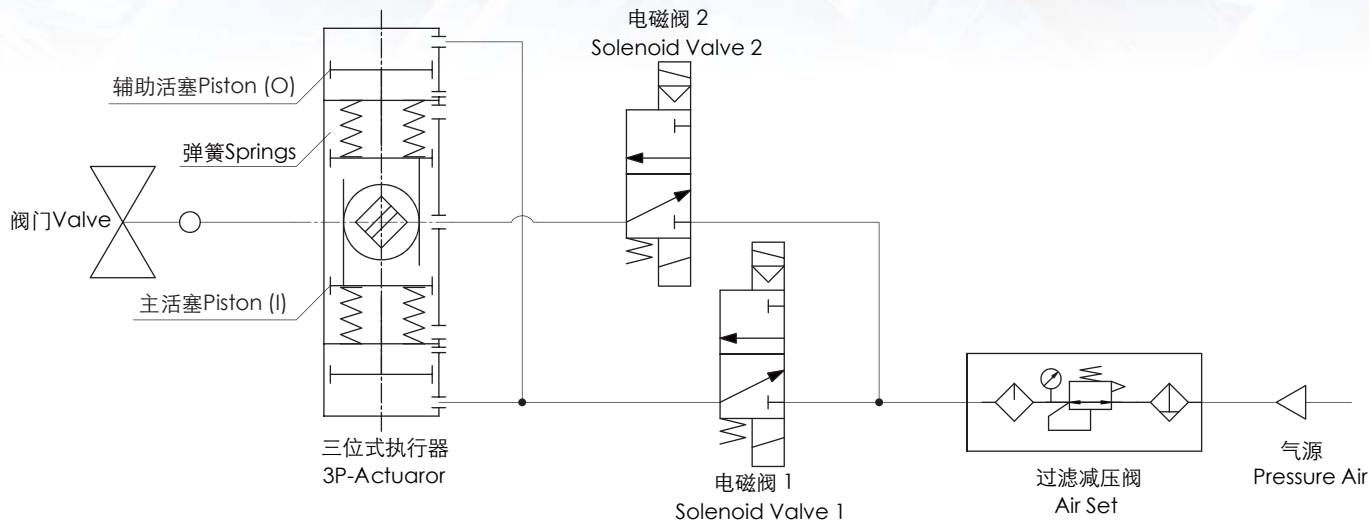 电磁阀 2
Solenoid Valve 2
辅助活塞Piston (O)
弹簧Springs
阀门Valve
主活塞Piston (I)
三位式执行器
3P-Actuaror
电磁阀 1
Solenoid Valve 1
过滤减压阀
Air Set
气源
Pressure Air